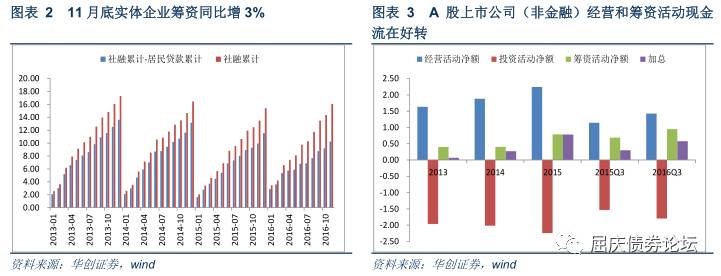 图表 2 11 月底实体企业筹资同比增 3%
社融累计-居民贷款累计 社融累计
20.00
18.00
16.00
14.00
12.00
10.00
8.00
6.00
4.00
2.00
0.00
2013-01 2013-04 2013-07 2013-10 2014-01 2014-04 2014-07 2014-10 2015-01 2015-04 2015-07 2015-10 2016-01 2016-04 2016-07 2016-10
资料来源：华创证券，wind
图表 3 A 股上市公司（非金融）经营和筹资活动现金
流在好转
经营活动净额 投资活动净额 筹资活动净额 加总
2.50
2.00
1.50
1.00
0.50
0.00
-0.50
-1.00
-1.50
-2.00
-2.50
2013 2014 2015 2015Q3 2016Q3
资料来源：华创证券，wind
屈庆债券论坛